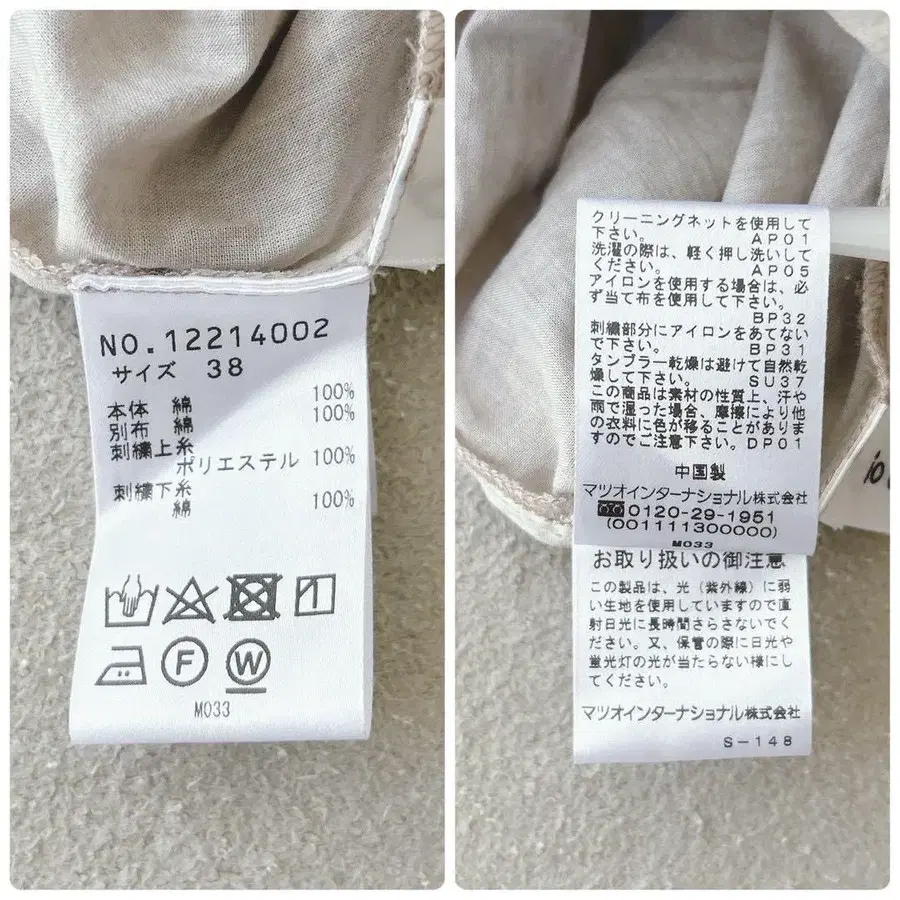 NO.12214002
サイズ 38
本体 綿 100%
別布 綿 100%
刺繍上糸
ポリエステル 100%
刺繍下糸
綿 100%
F
W
M033
クリーニングネットを使用して
下さい。 AP01
洗濯の際は、軽く押し洗いして
ください。 AP05
アイロンを使用する場合は、必
ず当て布を使用して下さい。
BP32
刺繍部分にアイロンをあてない
で下さい。 BP31
タンブラー乾燥は避けて自然乾
燥して下さい。 SU37
この商品は素材の性質上、汗や
雨で湿った場合、摩擦により他
の衣料に色が移ることがありま
すのでご注意下さい。DP01
中国製
マツオインターナショナル株式会社
0120-29-1951
(001111300000)
M033
お取り扱いの御注意
この製品は、光（紫外線）に弱
い生地を使用していますので直
射日光に長時間さらさないでく
ださい。又、保管の際に日光や
蛍光灯の光が当たらない様にし
てください。
マツオインターナショナル株式会社
S-148